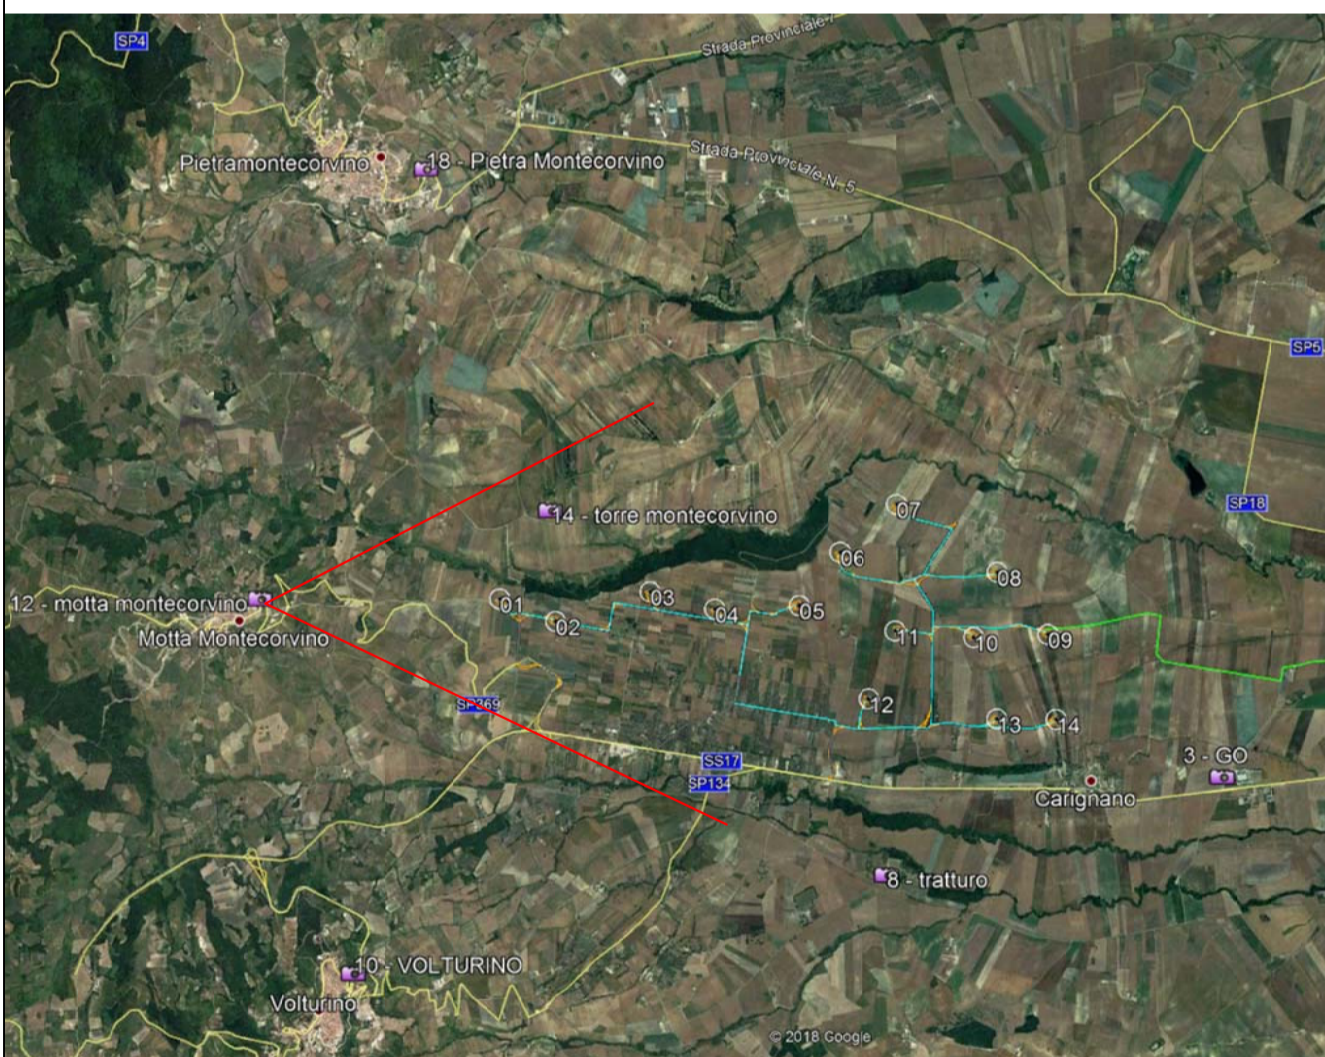 SP4
Strada Provinciale 7
Pietramontecorvino
18 - Pietra Montecorvino
Strada Provinciale N. 5
SP5
SP18
14 - torre montecorvino
07
06
08
12 - motta montecorvino
Motta Montecorvino
01
02
03
04
05
11
10
09
SP369
12
13
14
SS17
SP134
3 - GO
Carignano
8 - tratturo
10 - VOLTURINO
Volturino
© 2018 Google